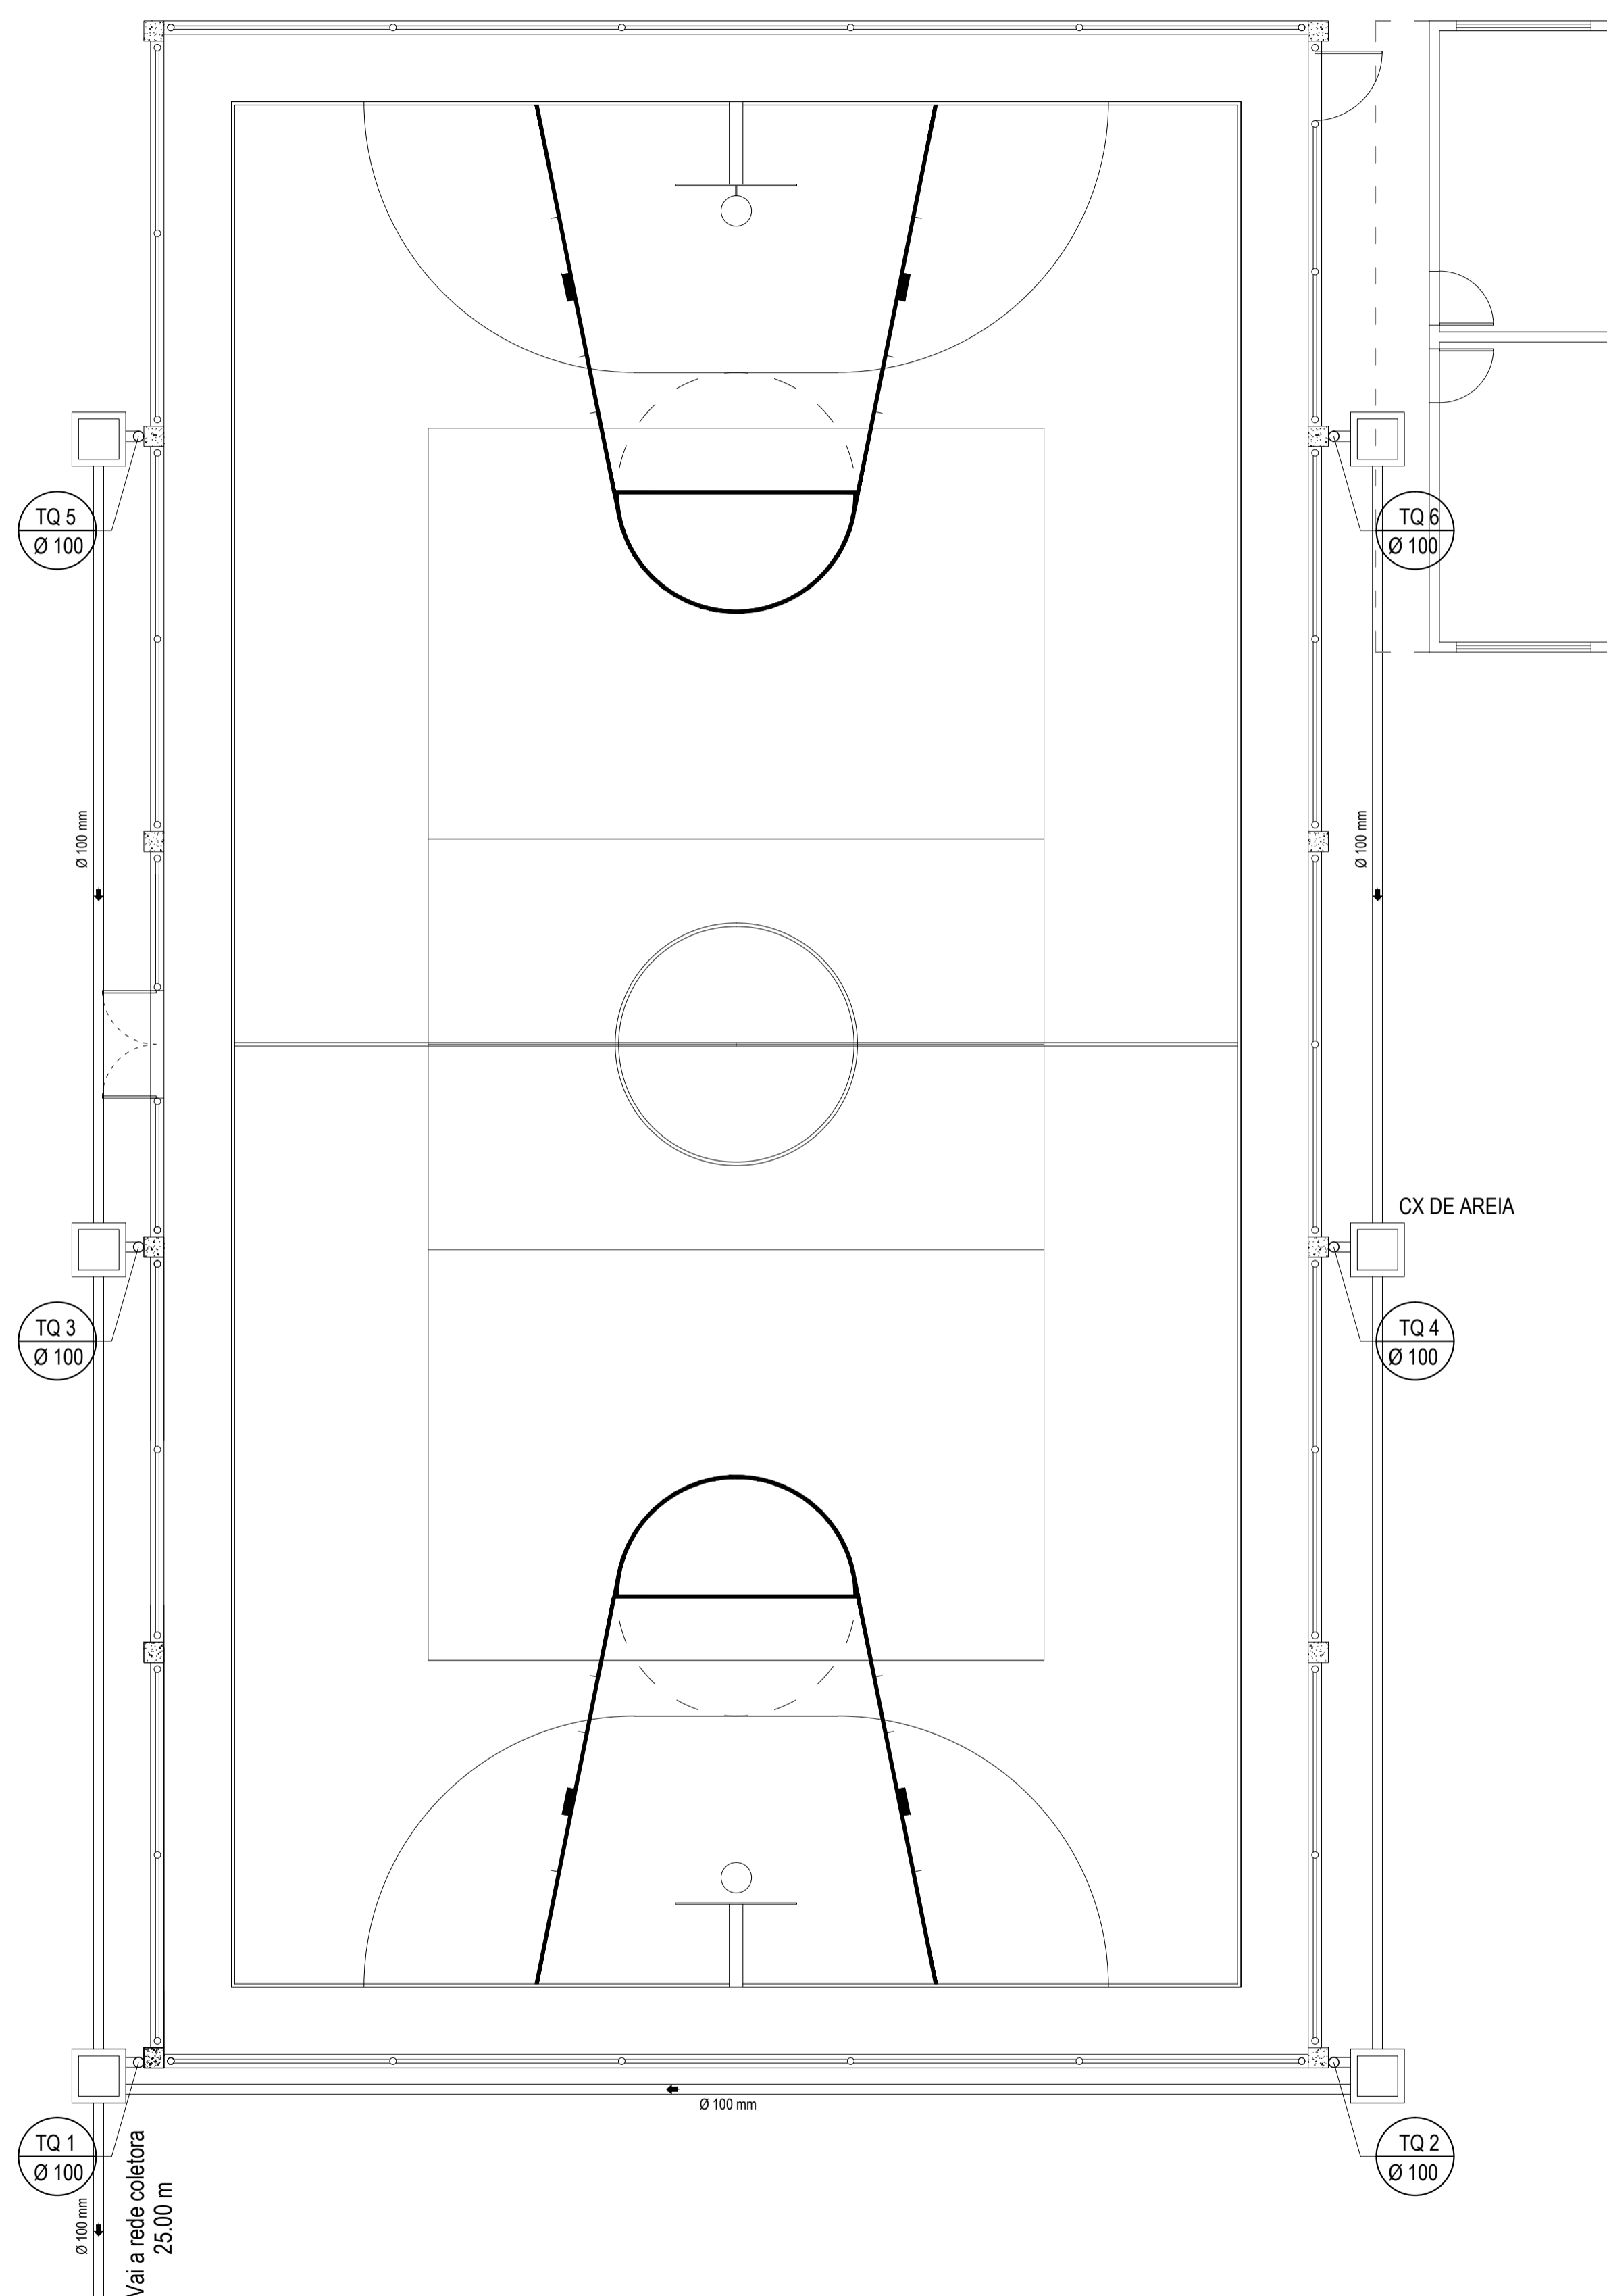 TQ 5
Ø 100
TQ 6
Ø 100
Ø 100 mm
Ø 100 mm
CX DE AREIA
TQ 3
Ø 100
TQ 4
Ø 100
Ø 100 mm
TQ 1
Ø 100
TQ 2
Ø 100
Ø 100 mm
Vai a rede coletora
25.00 m